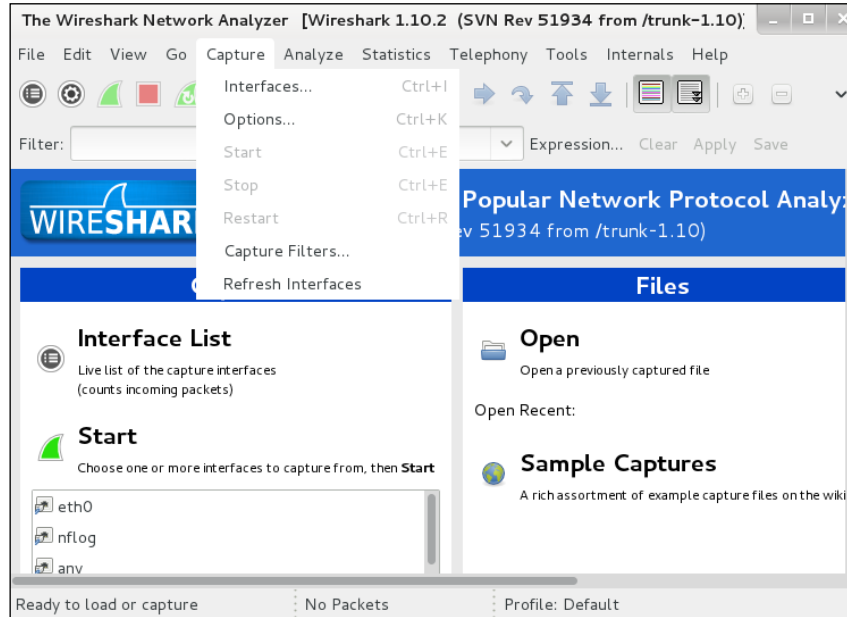 The Wireshark Network Analyzer [Wireshark 1.10.2 (SVN Rev 51934 from /trunk-1.10)]
File Edit View Go Capture Analyze Statistics Telephony Tools Internals Help
Interfaces... Ctrl+I
Options... Ctrl+K
Start Ctrl+E
Stop Ctrl+E
Restart Ctrl+R
Capture Filters...
Refresh Interfaces
Filter: Expression... Clear Apply Save
WIRESHAR Popular Network Protocol Analyz
ev 51934 from /trunk-1.10)
Interface List
Live list of the capture interfaces
(counts incoming packets)
Start
Choose one or more interfaces to capture from, then Start
eth0
nflog
any
Files
Open
Open a previously captured file
Open Recent:
Sample Captures
A rich assortment of example capture files on the wiki
Ready to load or capture No Packets Profile: Default